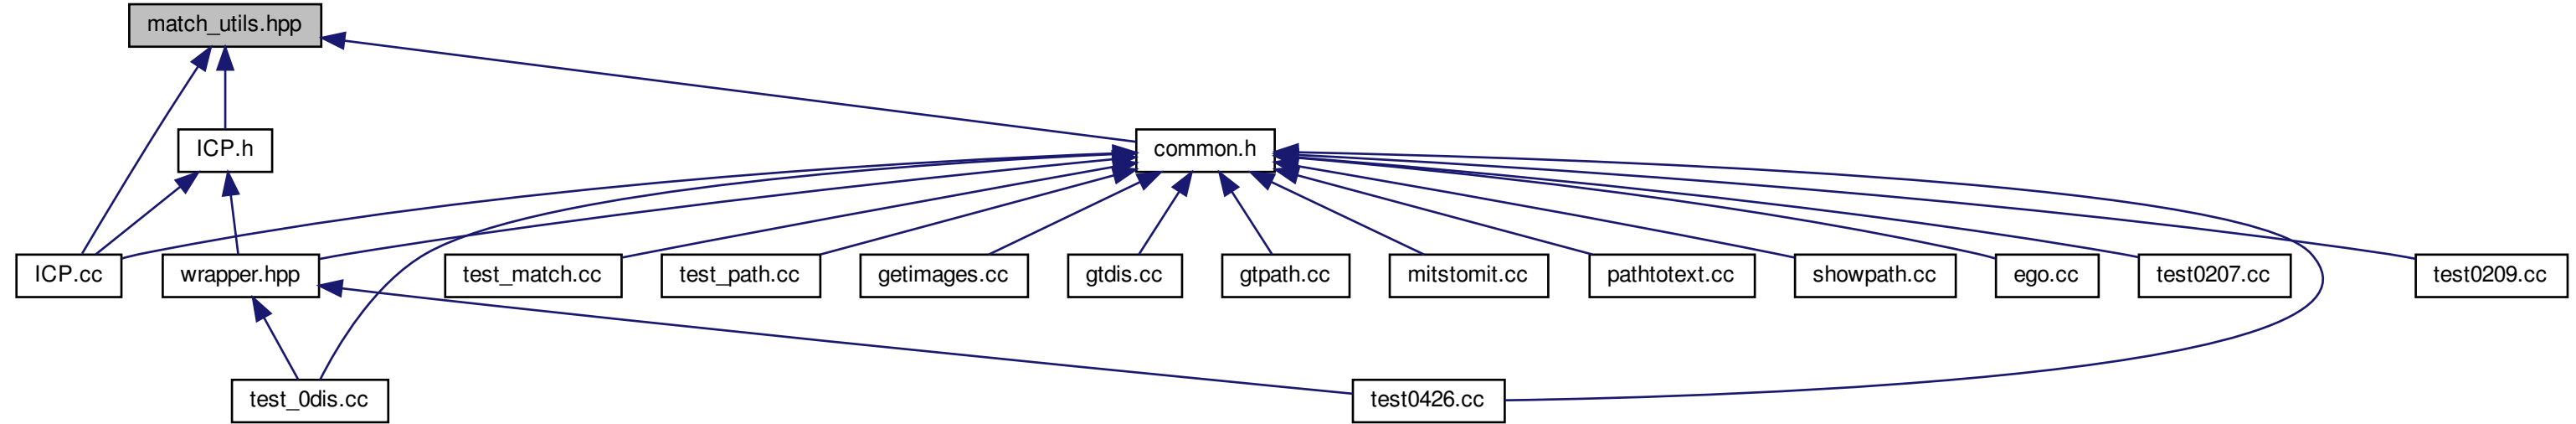 match_utils.hpp
ICP.h
common.h
ICP.cc
wrapper.hpp
test_match.cc
test_path.cc
getimages.cc
gtdis.cc
gtpath.cc
mitstomit.cc
pathtotext.cc
showpath.cc
ego.cc
test0207.cc
test0209.cc
test_0dis.cc
test0426.cc